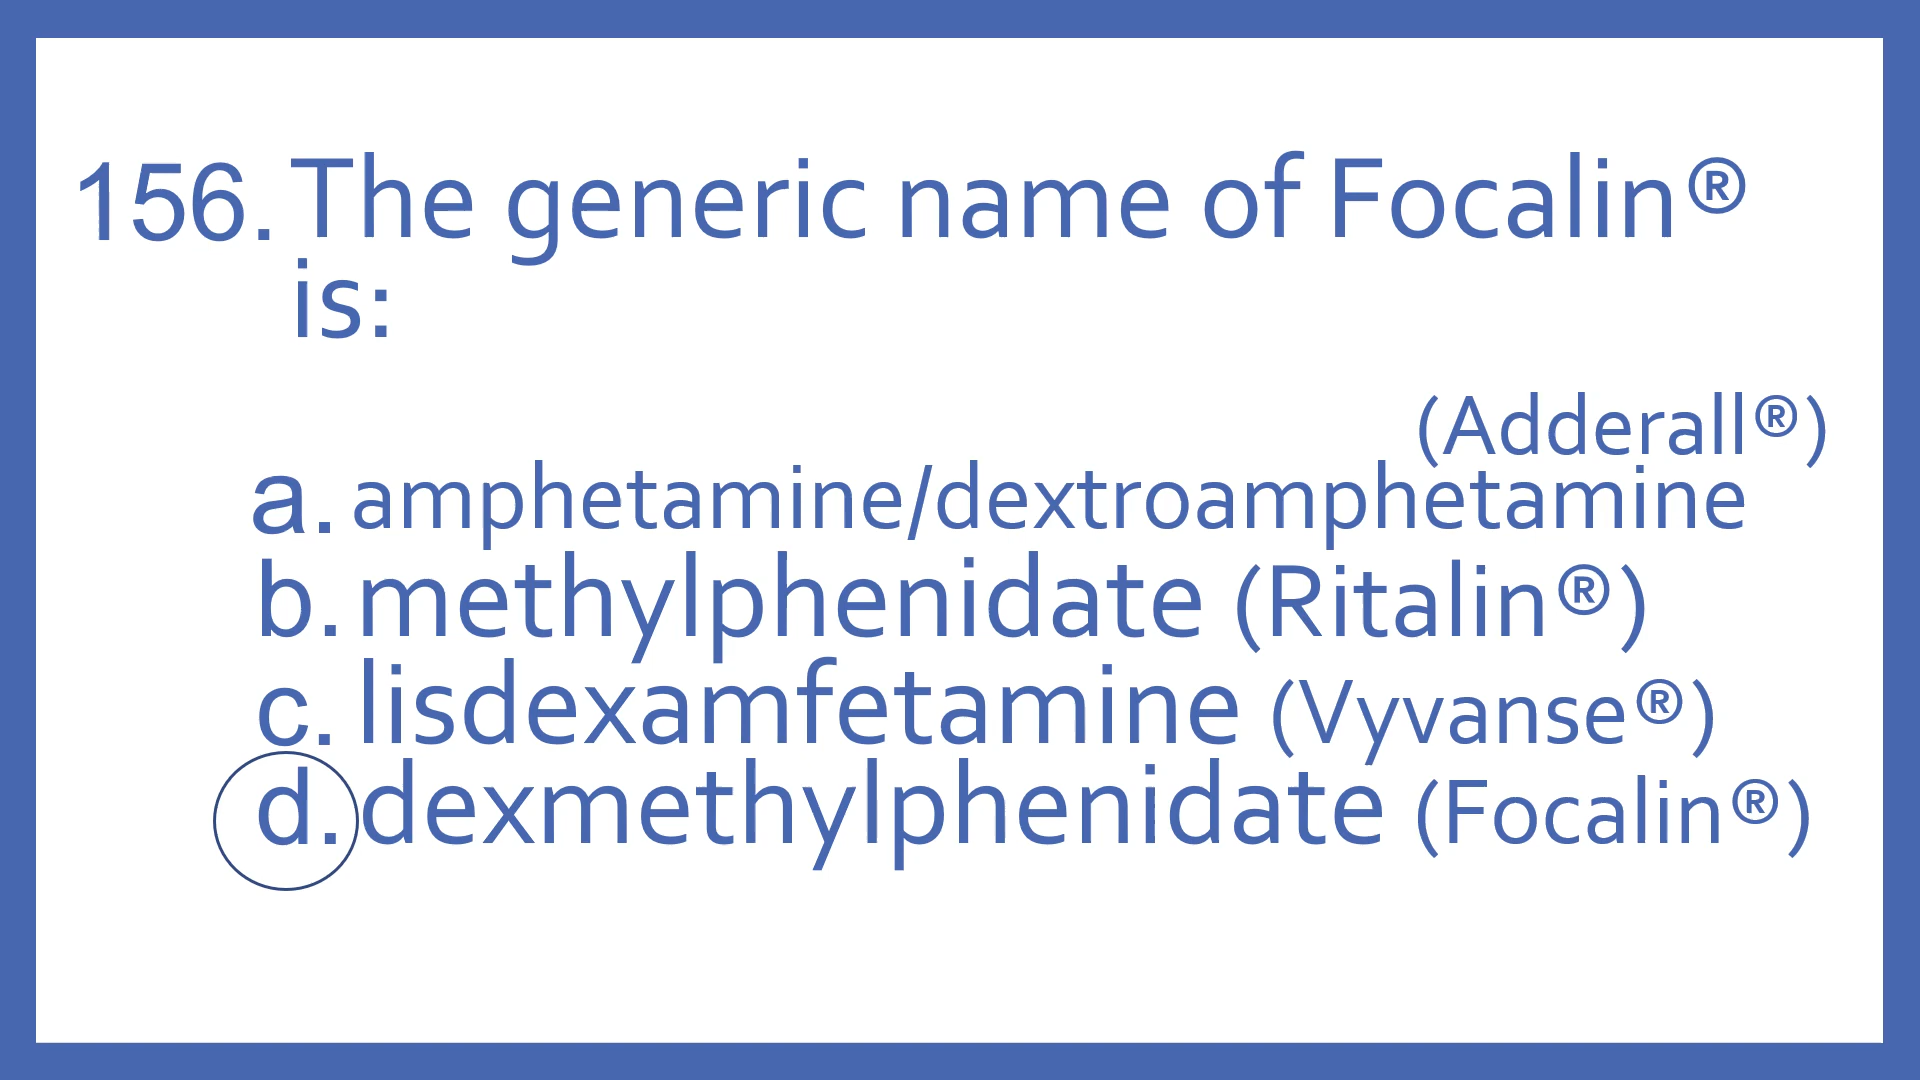 156. The generic name of Focalin®
is:
(Adderall®)
a. amphetamine/dextroamphetamine
b. methylphenidate (Ritalin®)
c. lisdexamfetamine (Vyvanse®)
d. dexmethylphenidate (Focalin®)